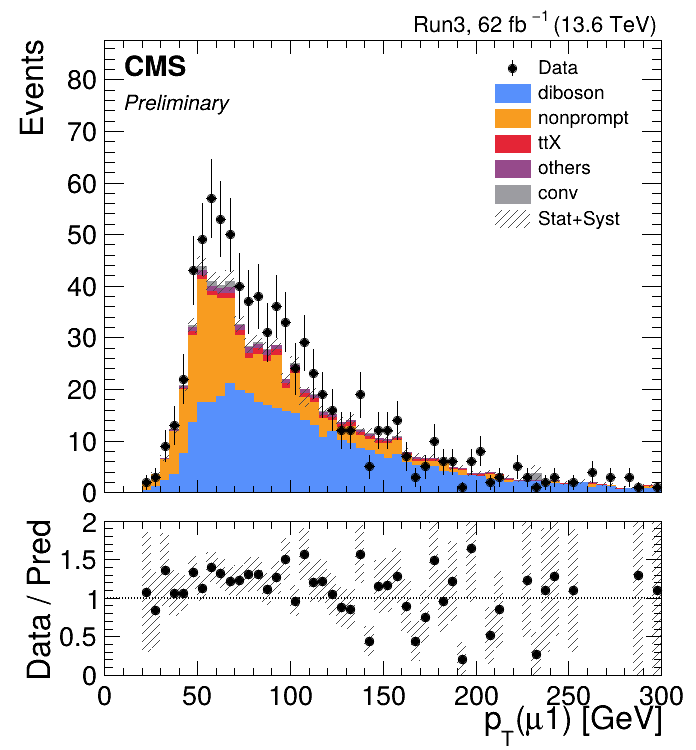 Run3, 62 fb⁻¹ (13.6 TeV)
CMS
Preliminary
Events
80
70
60
50
40
30
20
10
0
Data
diboson
nonprompt
ttX
others
conv
Stat+Syst
Data / Pred
2
1.5
1
0.5
0
0 50 100 150 200 250 300
p_T(μ1) [GeV]